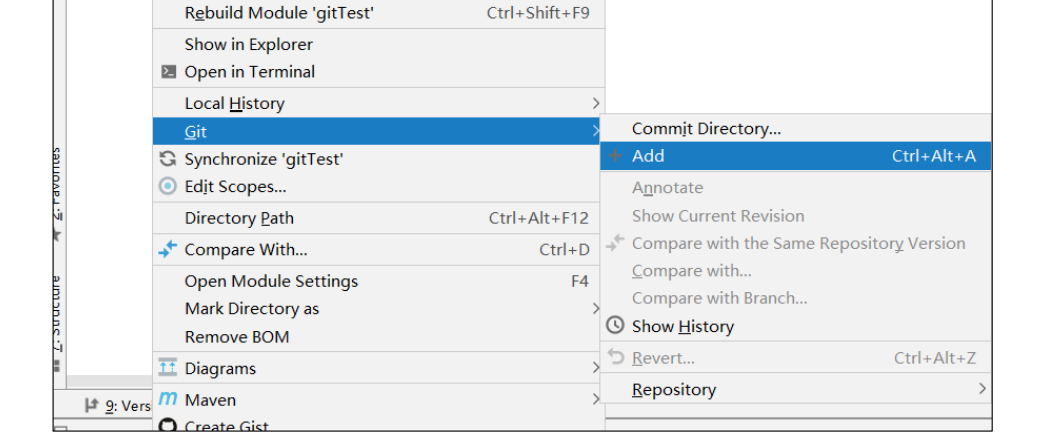 Rebuild Module 'gitTest' Ctrl+Shift+F9
Show in Explorer
Open in Terminal
Local History
Git
Synchronize 'gitTest'
Edit Scopes...
Directory Path Ctrl+Alt+F12
Compare With... Ctrl+D
Open Module Settings F4
Mark Directory as
Remove BOM
Diagrams
Maven
Create Gist
Commit Directory...
Add Ctrl+Alt+A
Annotate
Show Current Revision
Compare with the Same Repository Version
Compare with...
Compare with Branch...
Show History
Revert... Ctrl+Alt+Z
Repository
2: Favorites
Z: Structure
9: Vers